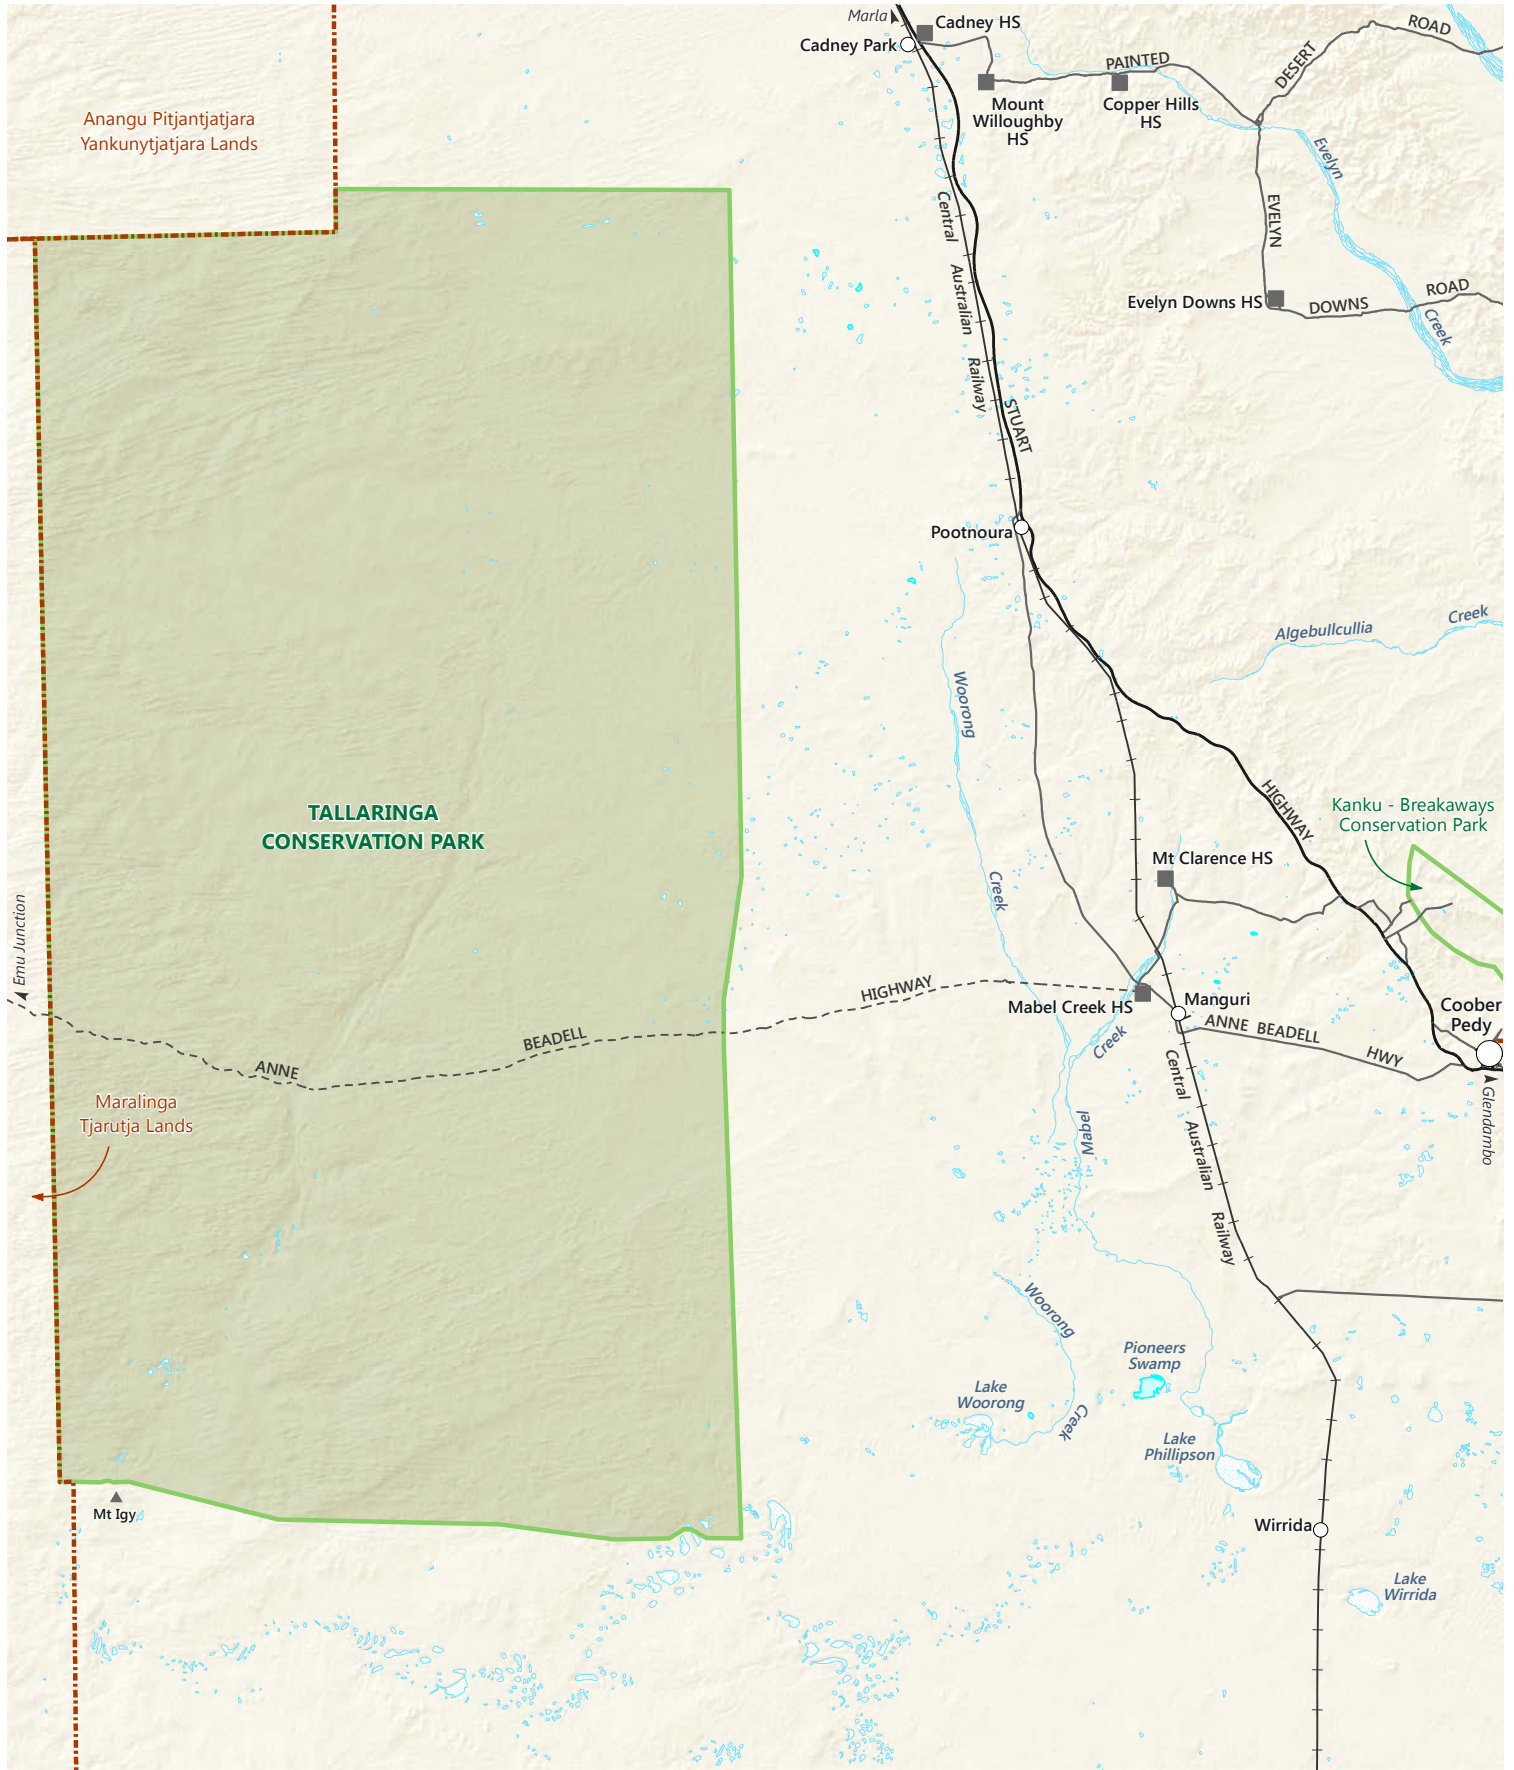 Marla
Cadney HS
Cadney Park
PAINTED
DESERT
ROAD
Mount
Willoughby
HS
Copper Hills
HS
Anangu Pitjantjatjara
Yankunytjatjara Lands
Evelyn
Creek
EVELYN
DOWNS
ROAD
Evelyn Downs HS
Central
Australian
Railway
STUART
HIGHWAY
Pootnoura
Algebullcullia
Creek
Woorong
Creek
TALLARINGA
CONSERVATION PARK
Kanku - Breakaways
Conservation Park
Mt Clarence HS
Emu Junction
ANNE
BEADELL
HIGHWAY
Mabel Creek HS
Manguri
Coober
Pedy
ANNE BEADELL
HWY
Creek
Mabel
Central
Australian
Railway
Glendambo
Maralinga
Tjarutja Lands
Woorong
Creek
Pioneers
Swamp
Lake
Woorong
Lake
Phillipson
Mt Igy
Wirrida
Lake
Wirrida